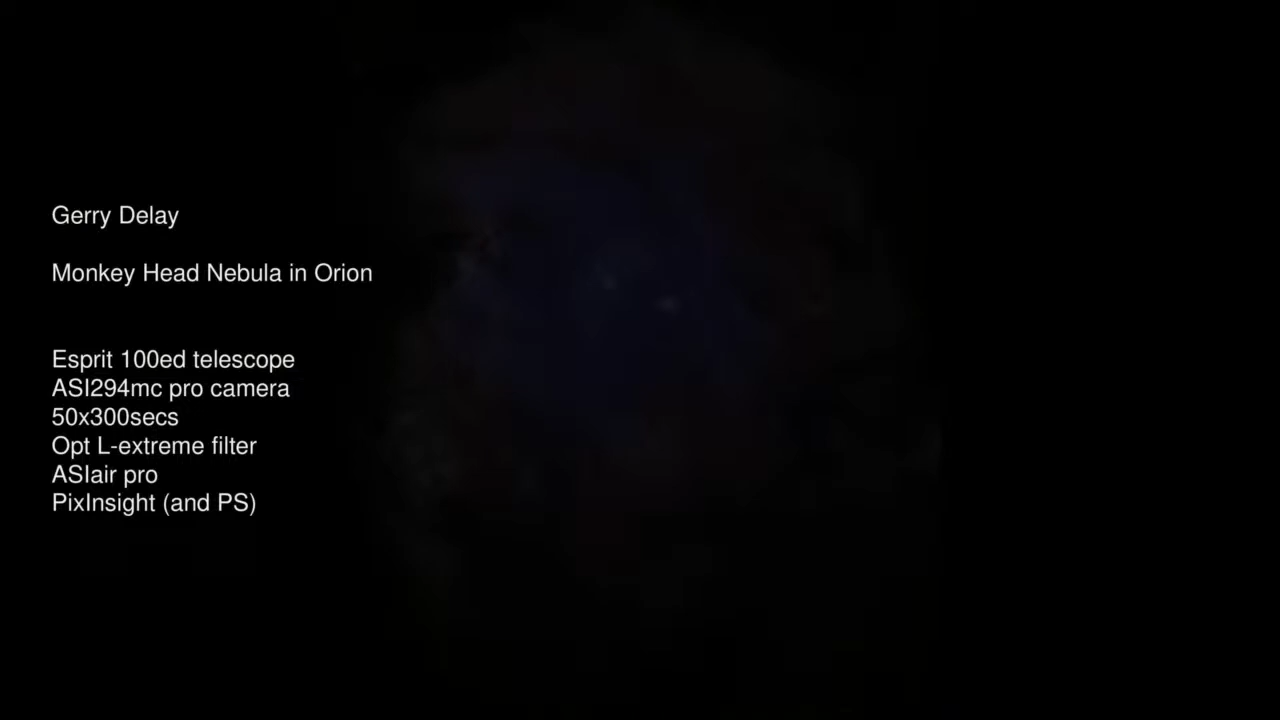 Gerry Delay
Monkey Head Nebula in Orion
Esprit 100ed telescope
ASI294mc pro camera
50x300secs
Opt L-extreme filter
ASIair pro
PixInsight (and PS)